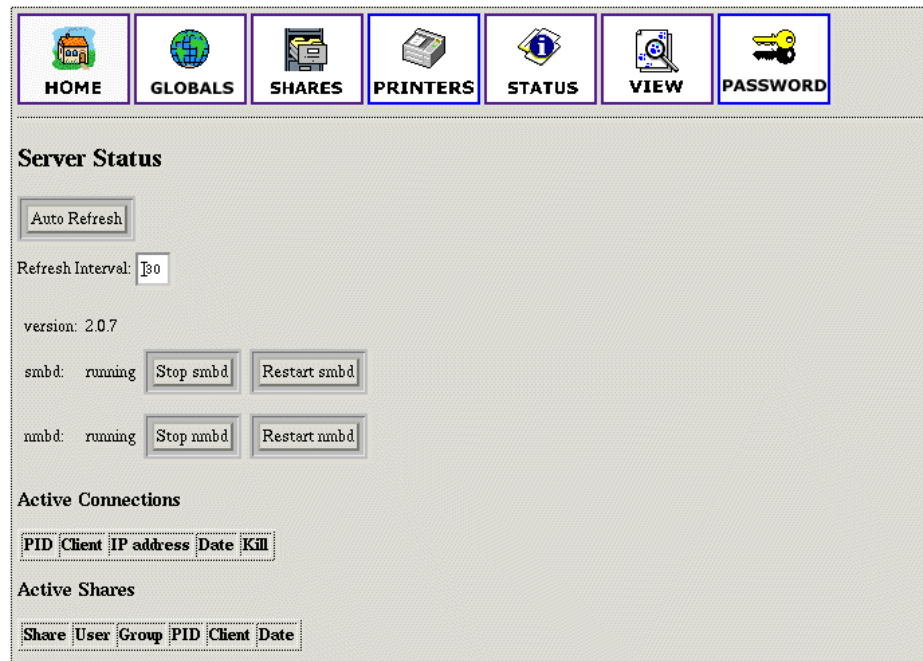 HOME GLOBALS SHARES PRINTERS STATUS VIEW PASSWORD
Server Status
Auto Refresh
Refresh Interval: 30
version: 2.0.7
smbd: running Stop smbd Restart smbd
nmbd: running Stop nmbd Restart nmbd
Active Connections
PID Client IP address Date Kill
Active Shares
Share User Group PID Client Date